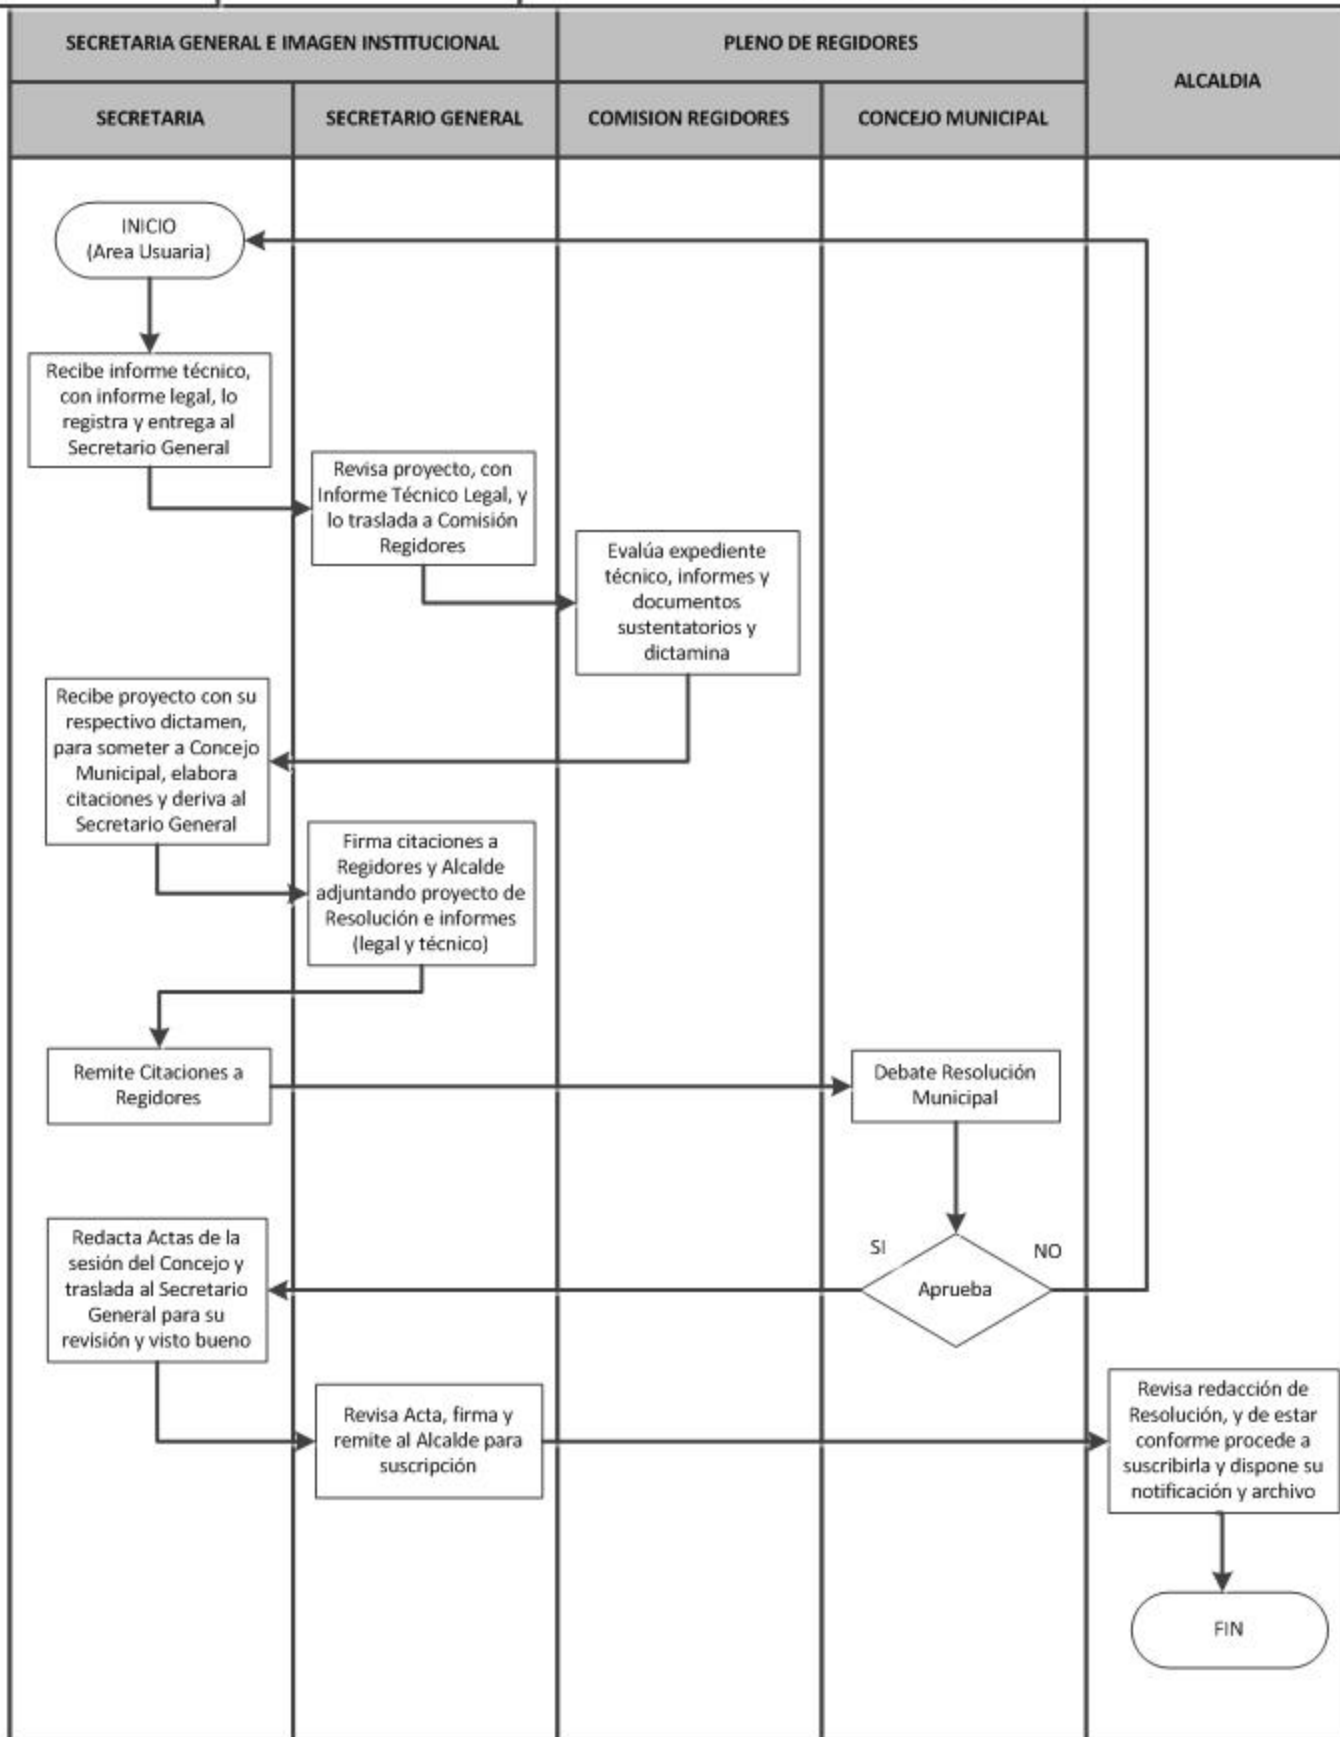 SECRETARIA GENERAL E IMAGEN INSTITUCIONAL
PLENO DE REGIDORES
ALCALDIA
SECRETARIA
SECRETARIO GENERAL
COMISION REGIDORES
CONCEJO MUNICIPAL
INICIO
(Area Usuaria)
Recibe informe técnico,
con informe legal, lo
registra y entrega al
Secretario General
Revisa proyecto, con
Informe Técnico Legal, y
lo traslada a Comisión
Regidores
Evalúa expediente
técnico, informes y
documentos
sustentatorios y
dictamina
Recibe proyecto con su
respectivo dictamen,
para someter a Concejo
Municipal, elabora
citaciones y deriva al
Secretario General
Firma citaciones a
Regidores y Alcalde
adjuntando proyecto de
Resolución e informes
(legal y técnico)
Remite Citaciones a
Regidores
Debate Resolución
Municipal
SI
NO
Aprueba
Redacta Actas de la
sesión del Concejo y
traslada al Secretario
General para su
revisión y visto bueno
Revisa Acta, firma y
remite al Alcalde para
suscripción
Revisa redacción de
Resolución, y de estar
conforme procede a
suscribirla y dispone su
notificación y archivo
FIN